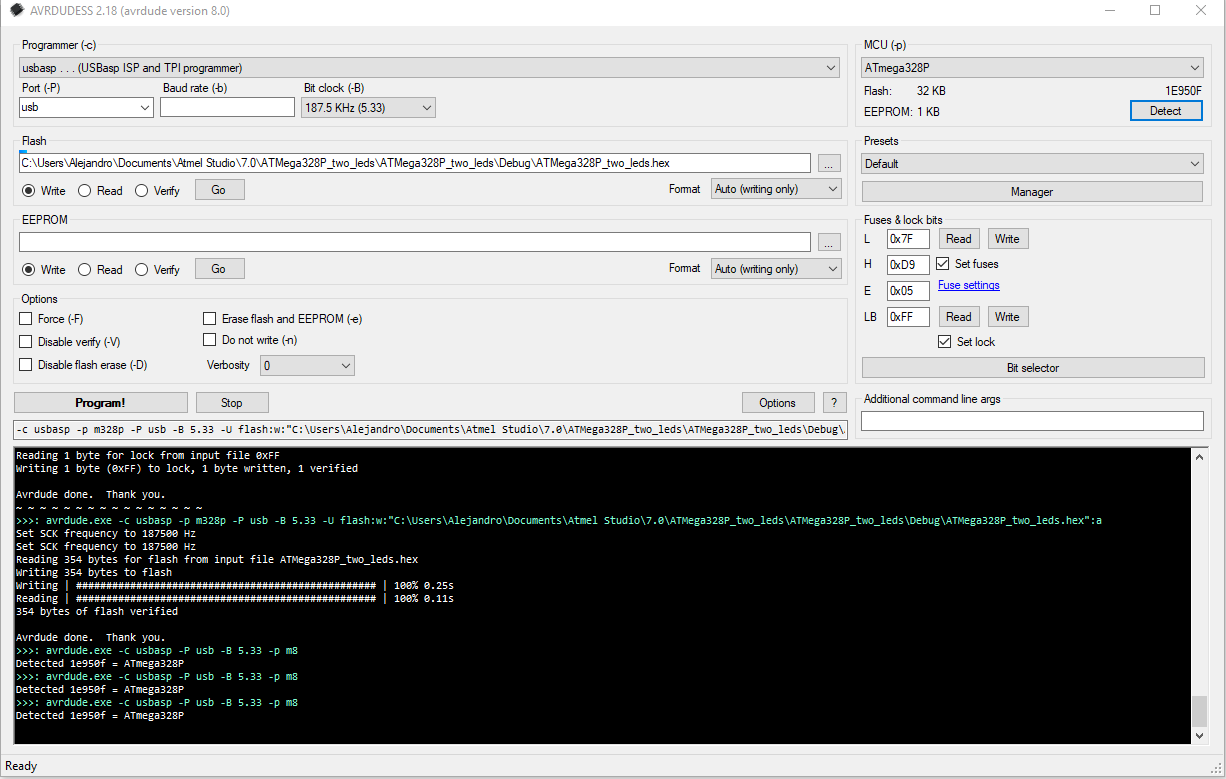 AVRDUDESS 2.18 (avrdude version 8.0)
Programmer (-c)
usbasp . . . (USBasp ISP and TPI programmer)
Port (-P)
Baud rate (-b)
Bit clock (-B)
usb
187.5 KHz (5.33)
MCU (-p)
ATmega328P
Flash: 32 KB
1E950F
EEPROM: 1 KB
Detect
Flash
C:\Users\Alejandro\Documents\Atmel Studio\7.0\ATMega328P_two_leds\ATMega328P_two_leds\Debug\ATMega328P_two_leds.hex
...
Write
Read
Verify
Go
Format
Auto (writing only)
Presets
Default
Manager
EEPROM
...
Write
Read
Verify
Go
Format
Auto (writing only)
Fuses & lock bits
L
0x7F
Read
Write
H
0xD9
Set fuses
E
0x05
Fuse settings
LB
0xFF
Read
Write
Set lock
Bit selector
Options
Force (-F)
Erase flash and EEPROM (-e)
Disable verify (-V)
Do not write (-n)
Disable flash erase (-D)
Verbosity
0
Program!
Stop
Options
?
Additional command line args
-c usbasp -p m328p -P usb -B 5.33 -U flash:w:"C:\Users\Alejandro\Documents\Atmel Studio\7.0\ATMega328P_two_leds\ATMega328P_two_leds\Debug\
Reading 1 byte for lock from input file 0xFF
Writing 1 byte (0xFF) to lock, 1 byte written, 1 verified
Avrdude done.  Thank you.
~ ~ ~ ~ ~ ~ ~ ~ ~ ~ ~ ~ ~ ~ ~ ~
>>>: avrdude.exe -c usbasp -p m328p -P usb -B 5.33 -U flash:w:"C:\Users\Alejandro\Documents\Atmel Studio\7.0\ATMega328P_two_leds\ATMega328P_two_leds\Debug\ATMega328P_two_leds.hex":a
Set SCK frequency to 187500 Hz
Set SCK frequency to 187500 Hz
Reading 354 bytes for flash from input file ATMega328P_two_leds.hex
Writing 354 bytes to flash
Writing | ################################################## | 100% 0.25s
Reading | ################################################## | 100% 0.11s
354 bytes of flash verified
Avrdude done.  Thank you.
>>>: avrdude.exe -c usbasp -P usb -B 5.33 -p m8
Detected 1e950f = ATmega328P
>>>: avrdude.exe -c usbasp -P usb -B 5.33 -p m8
Detected 1e950f = ATmega328P
>>>: avrdude.exe -c usbasp -P usb -B 5.33 -p m8
Detected 1e950f = ATmega328P
Ready